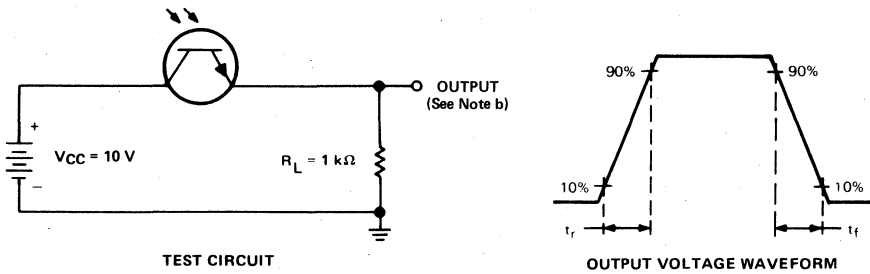 OUTPUT
(See Note b)
+
VCC = 10 V
–
RL = 1 kΩ
TEST CIRCUIT
90%
90%
10%
10%
tr
tf
OUTPUT VOLTAGE WAVEFORM